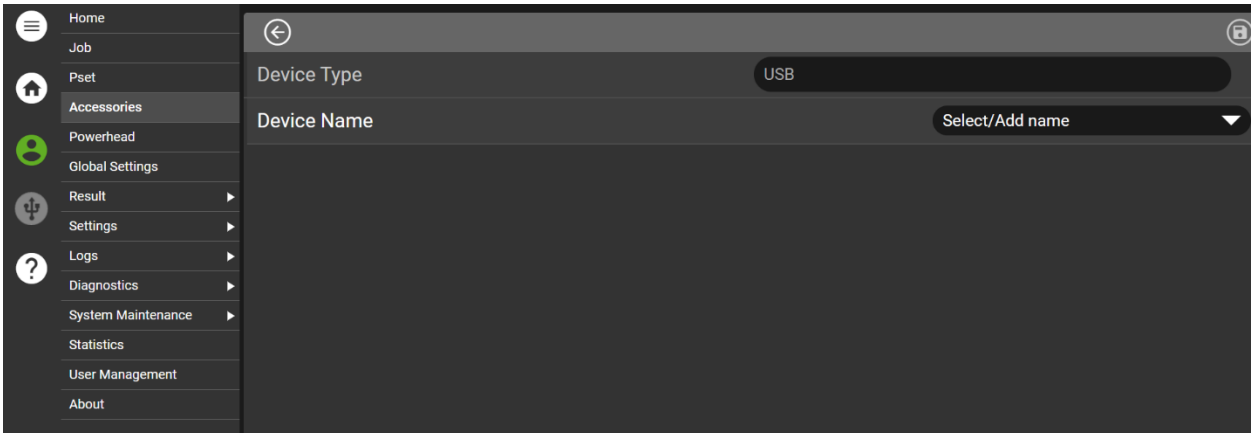 Home
Job
Pset
Accessories
Powerhead
Global Settings
Result
Settings
Logs
Diagnostics
System Maintenance
Statistics
User Management
About
Device Type
USB
Device Name
Select/Add name